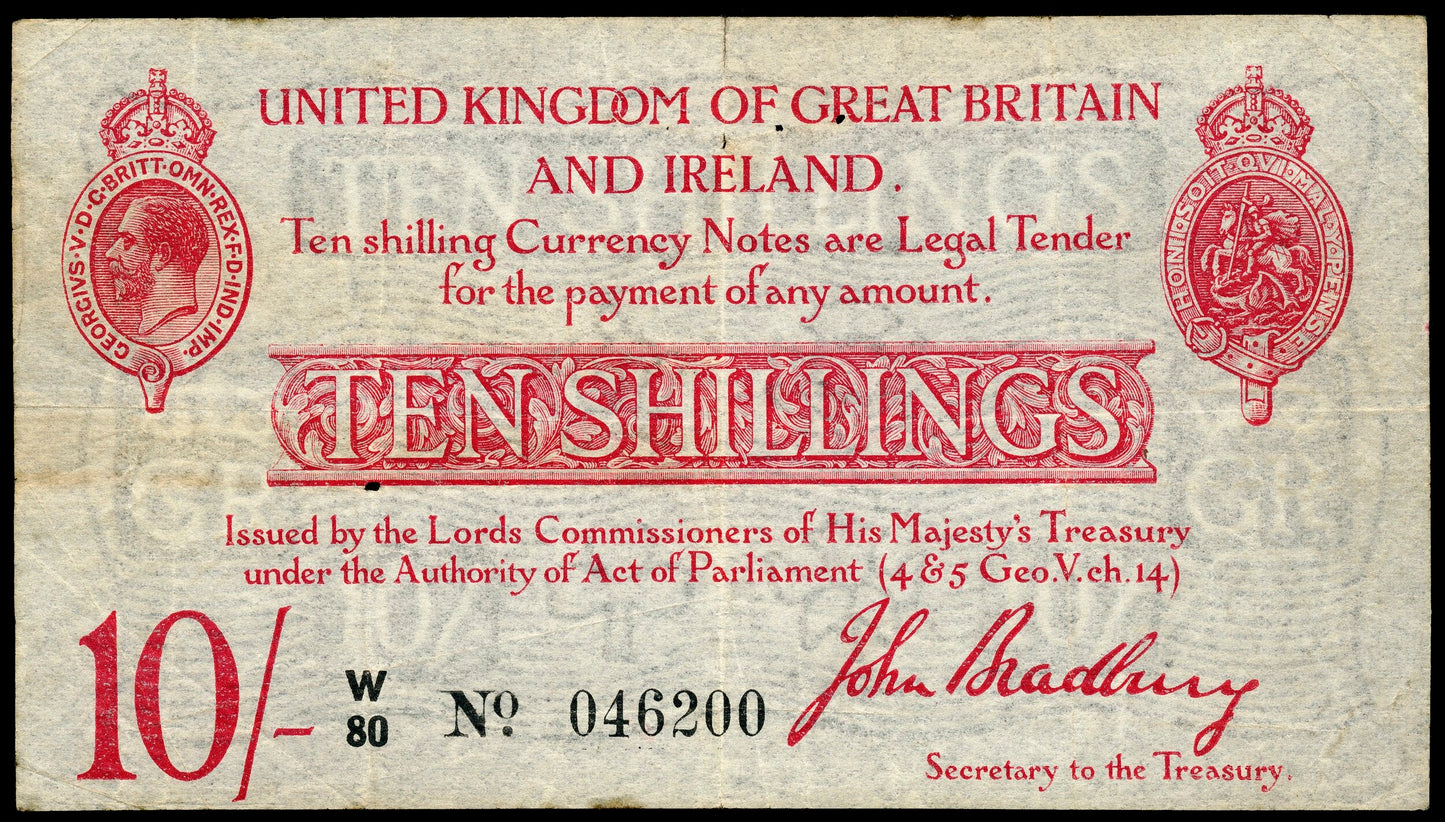 UNITED KINGDOM OF GREAT BRITAIN
AND IRELAND.
GEORGIVS·V·D·G·BRITT·OMN·REX·F·D·IND·IMP·
HONI·SOIT·QVI·MAL·Y·PENSE
Ten shilling Currency Notes are Legal Tender
for the payment of any amount.
TEN SHILLINGS
Issued by the Lords Commissioners of His Majesty's Treasury
under the Authority of Act of Parliament (4 & 5 Geo.V.ch.14)
10/-
W
80
Nº 046200
John Bradbury
Secretary to the Treasury.